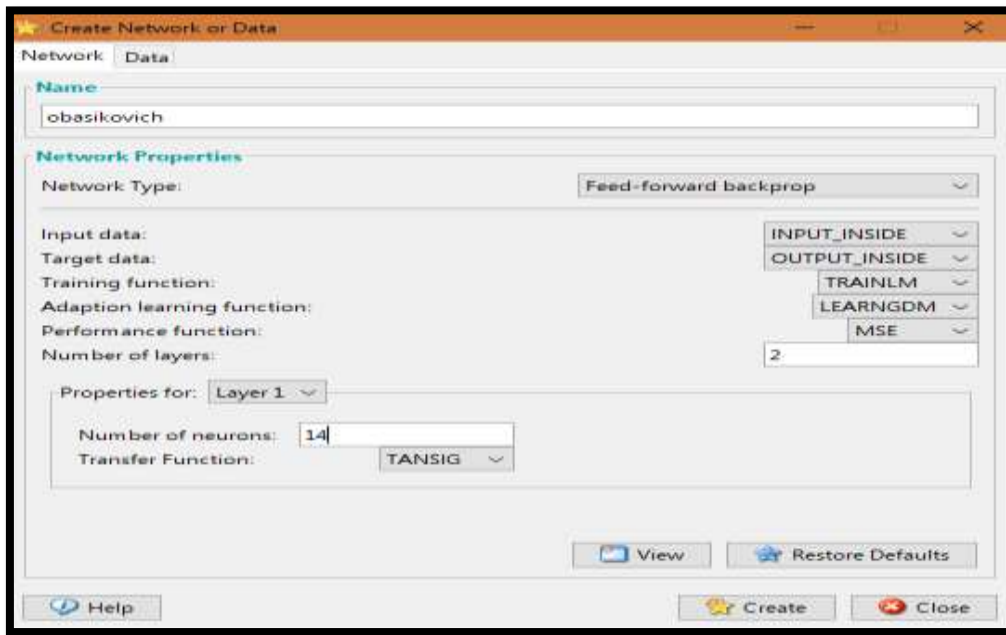 Create Network or Data
Network Data
Name
obasikovich
Network Properties
Network Type: Feed-forward backprop
Input data: INPUT_INSIDE
Target data: OUTPUT_INSIDE
Training function: TRAINLM
Adaption learning function: LEARNGDM
Performance function: MSE
Number of layers: 2
Properties for: Layer 1
Number of neurons: 14
Transfer Function: TANSIG
View Restore Defaults
Help Create Close